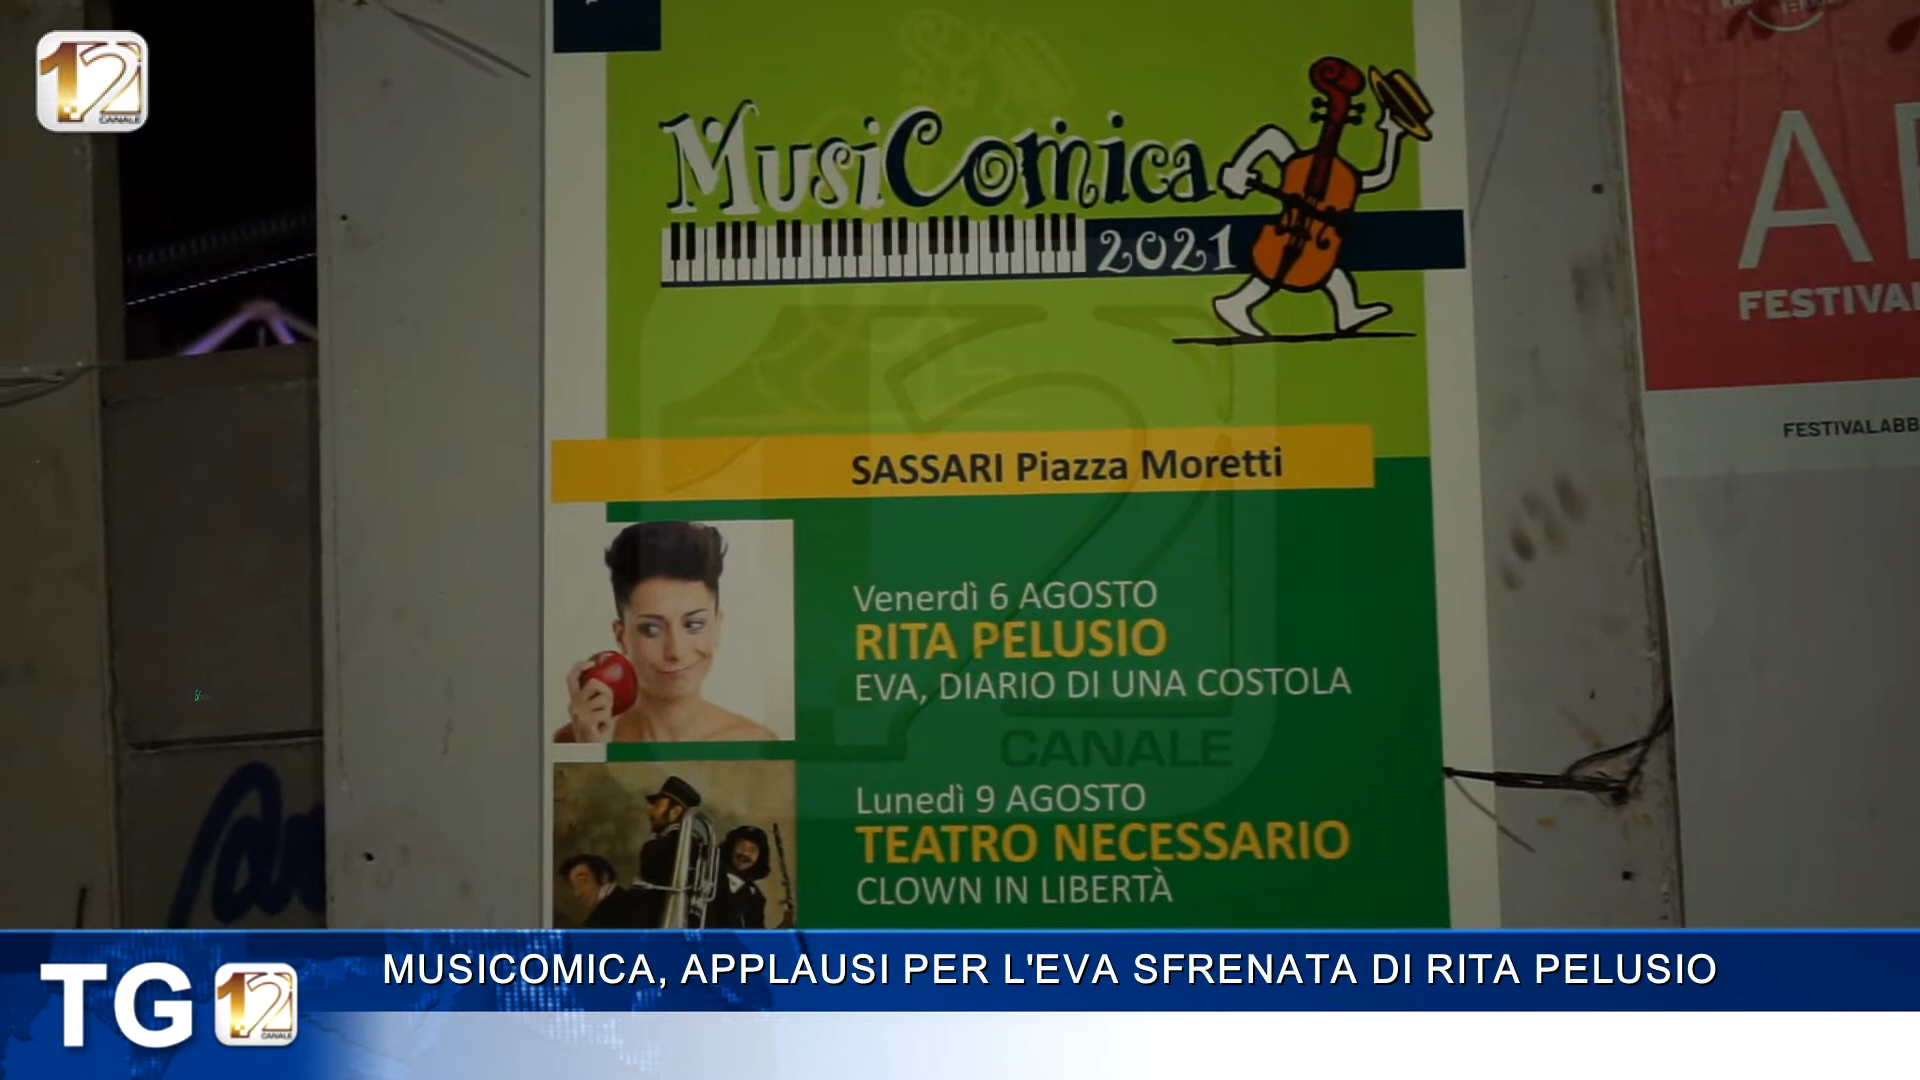 12
CANALE
MusiComica
2021
SASSARI Piazza Moretti
Venerdì 6 AGOSTO
RITA PELUSIO
EVA, DIARIO DI UNA COSTOLA
CANALE
Lunedì 9 AGOSTO
TEATRO NECESSARIO
CLOWN IN LIBERTÀ
A
FESTIVAL
FESTIVALABB
TG 12
CANALE
MUSICOMICA, APPLAUSI PER L'EVA SFRENATA DI RITA PELUSIO